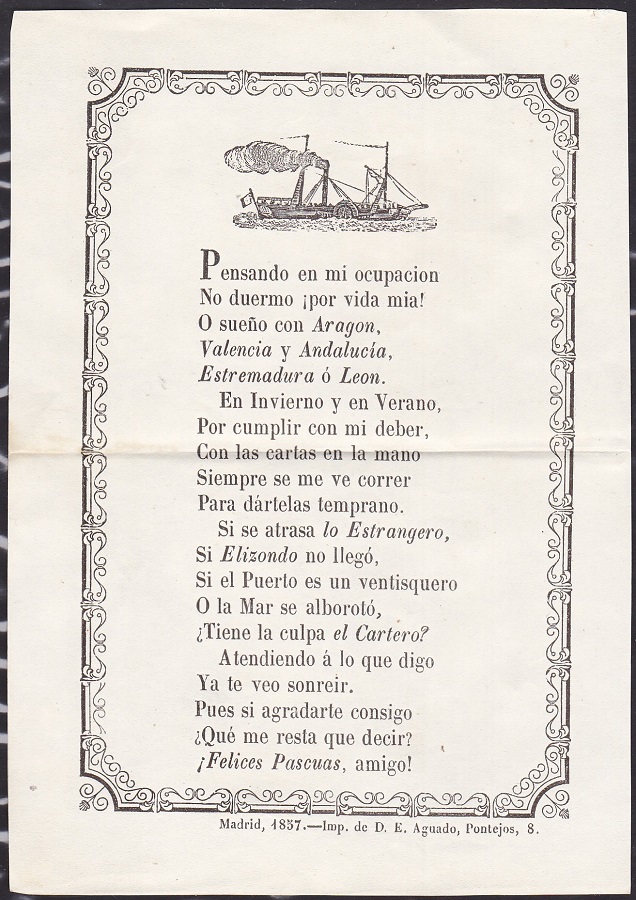 Pensando en mi ocupacion
No duermo ¡por vida mia!
O sueño con Aragon,
Valencia y Andalucía,
Estremadura ó Leon.
En Invierno y en Verano,
Por cumplir con mi deber,
Con las cartas en la mano
Siempre se me ve correr
Para dártelas temprano.
Si se atrasa lo Estrangero,
Si Elizondo no llegó,
Si el Puerto es un ventisquero
O la Mar se alborotó,
¿Tiene la culpa el Cartero?
Atendiendo á lo que digo
Ya te veo sonreir.
Pues si agradarte consigo
¿Qué me resta que decir?
¡Felices Pascuas, amigo!
Madrid, 1857.—Imp. de D. E. Aguado, Pontejos, 8.